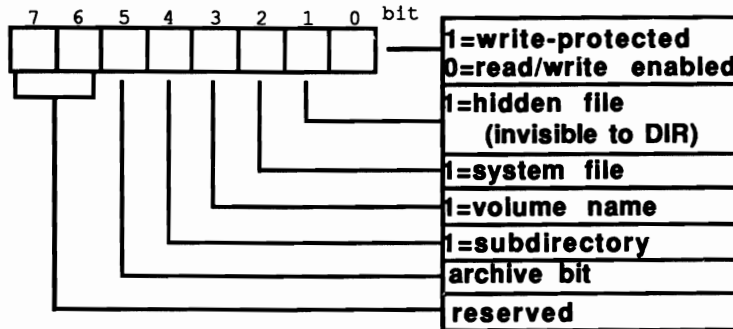 7 6 5 4 3 2 1 0 bit
1=write-protected
0=read/write enabled
1=hidden file
(invisible to DIR)
1=system file
1=volume name
1=subdirectory
archive bit
reserved